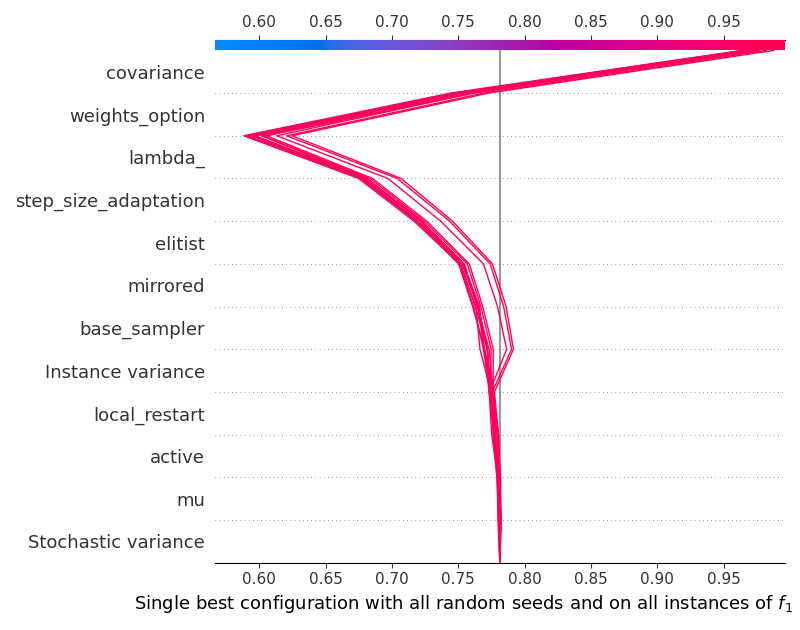 0.60 0.65 0.70 0.75 0.80 0.85 0.90 0.95
covariance
weights_option
lambda_
step_size_adaptation
elitist
mirrored
base_sampler
Instance variance
local_restart
active
mu
Stochastic variance
0.60 0.65 0.70 0.75 0.80 0.85 0.90 0.95
Single best configuration with all random seeds and on all instances of f₁